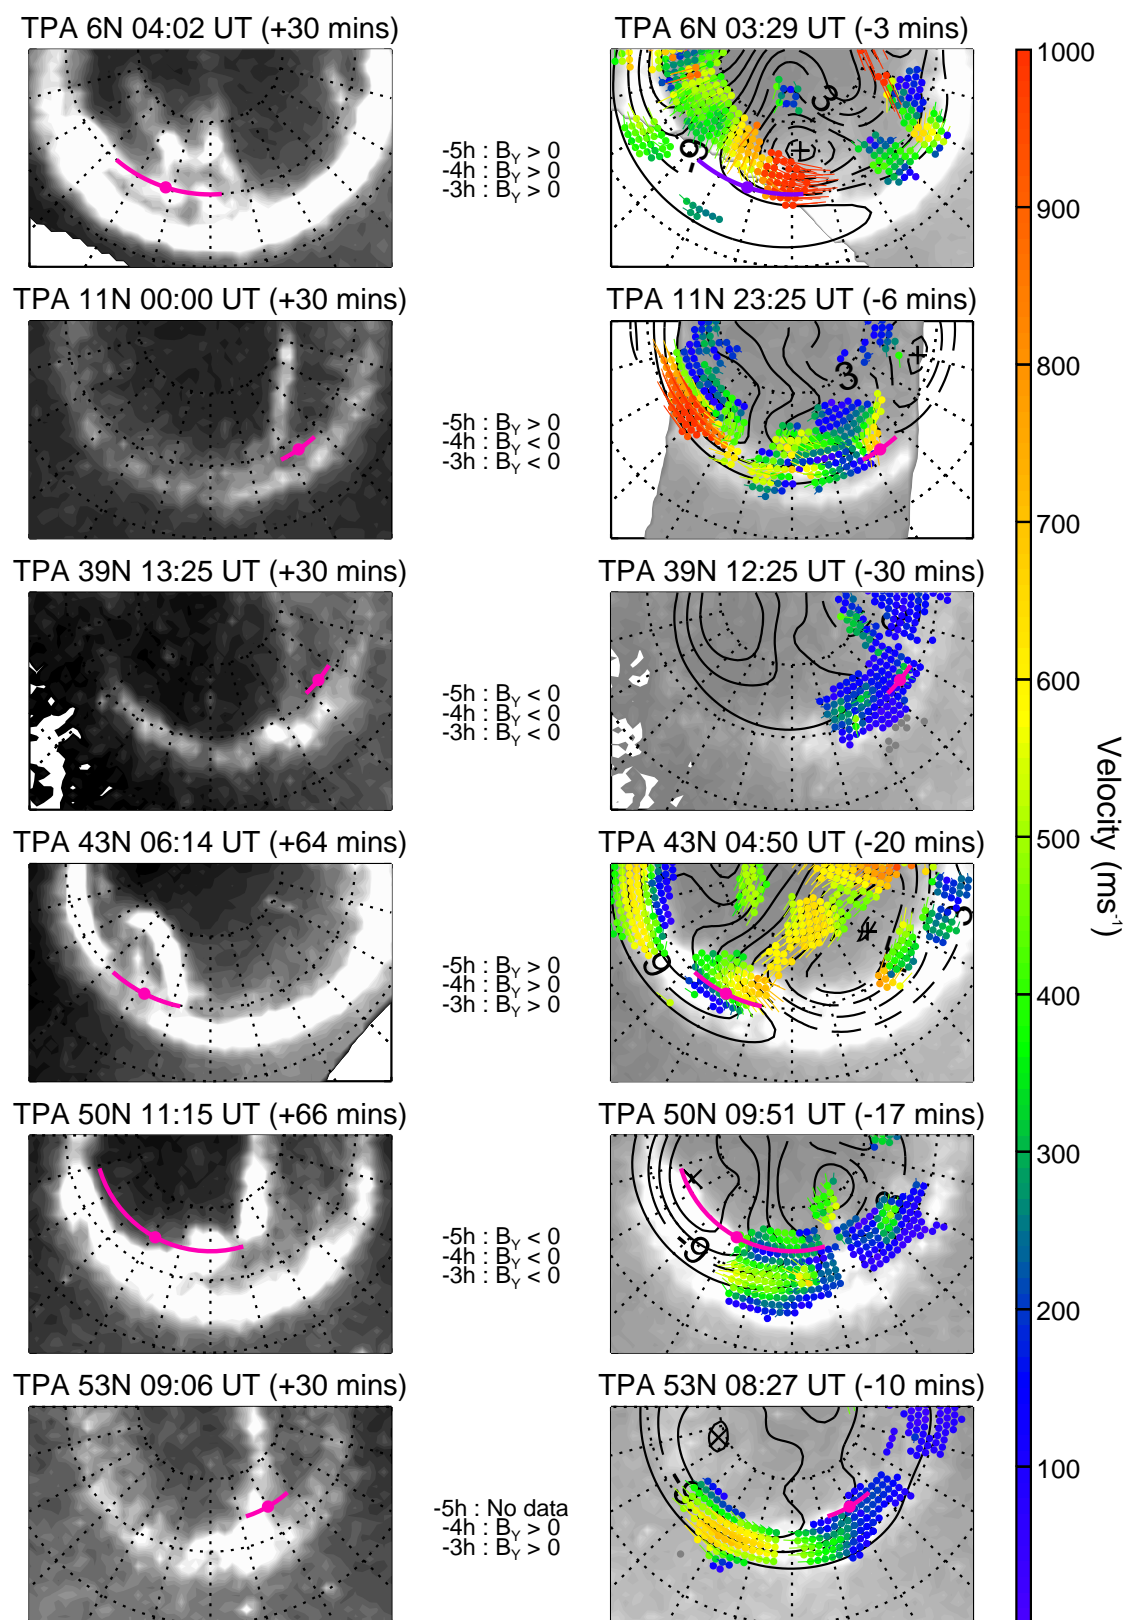 TPA 6N 04:02 UT (+30 mins)
TPA 6N 03:29 UT (-3 mins)
-5h : BY > 0
-4h : BY > 0
-3h : BY > 0
-9
3
TPA 11N 00:00 UT (+30 mins)
TPA 11N 23:25 UT (-6 mins)
-5h : BY > 0
-4h : BY < 0
-3h : BY < 0
3
TPA 39N 13:25 UT (+30 mins)
TPA 39N 12:25 UT (-30 mins)
-5h : BY < 0
-4h : BY < 0
-3h : BY < 0
TPA 43N 06:14 UT (+64 mins)
TPA 43N 04:50 UT (-20 mins)
-5h : BY > 0
-4h : BY > 0
-3h : BY > 0
3
TPA 50N 11:15 UT (+66 mins)
TPA 50N 09:51 UT (-17 mins)
-5h : BY < 0
-4h : BY < 0
-3h : BY < 0
-9
TPA 53N 09:06 UT (+30 mins)
TPA 53N 08:27 UT (-10 mins)
-5h : No data
-4h : BY > 0
-3h : BY > 0
1000
900
800
700
600
500
400
300
200
100
Velocity (ms-1)